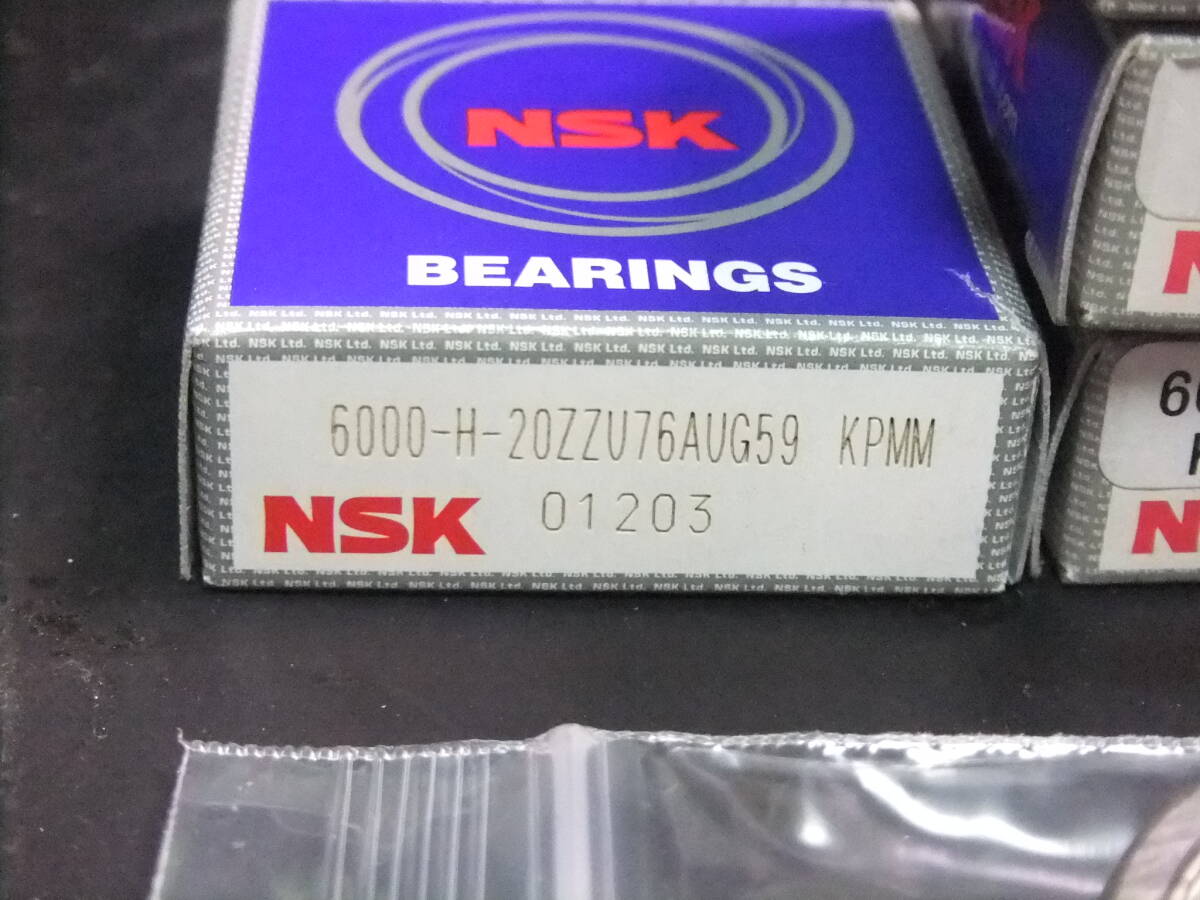 NSK
BEARINGS
6000-H-20ZZU76AUG59 KPMM
NSK 01203